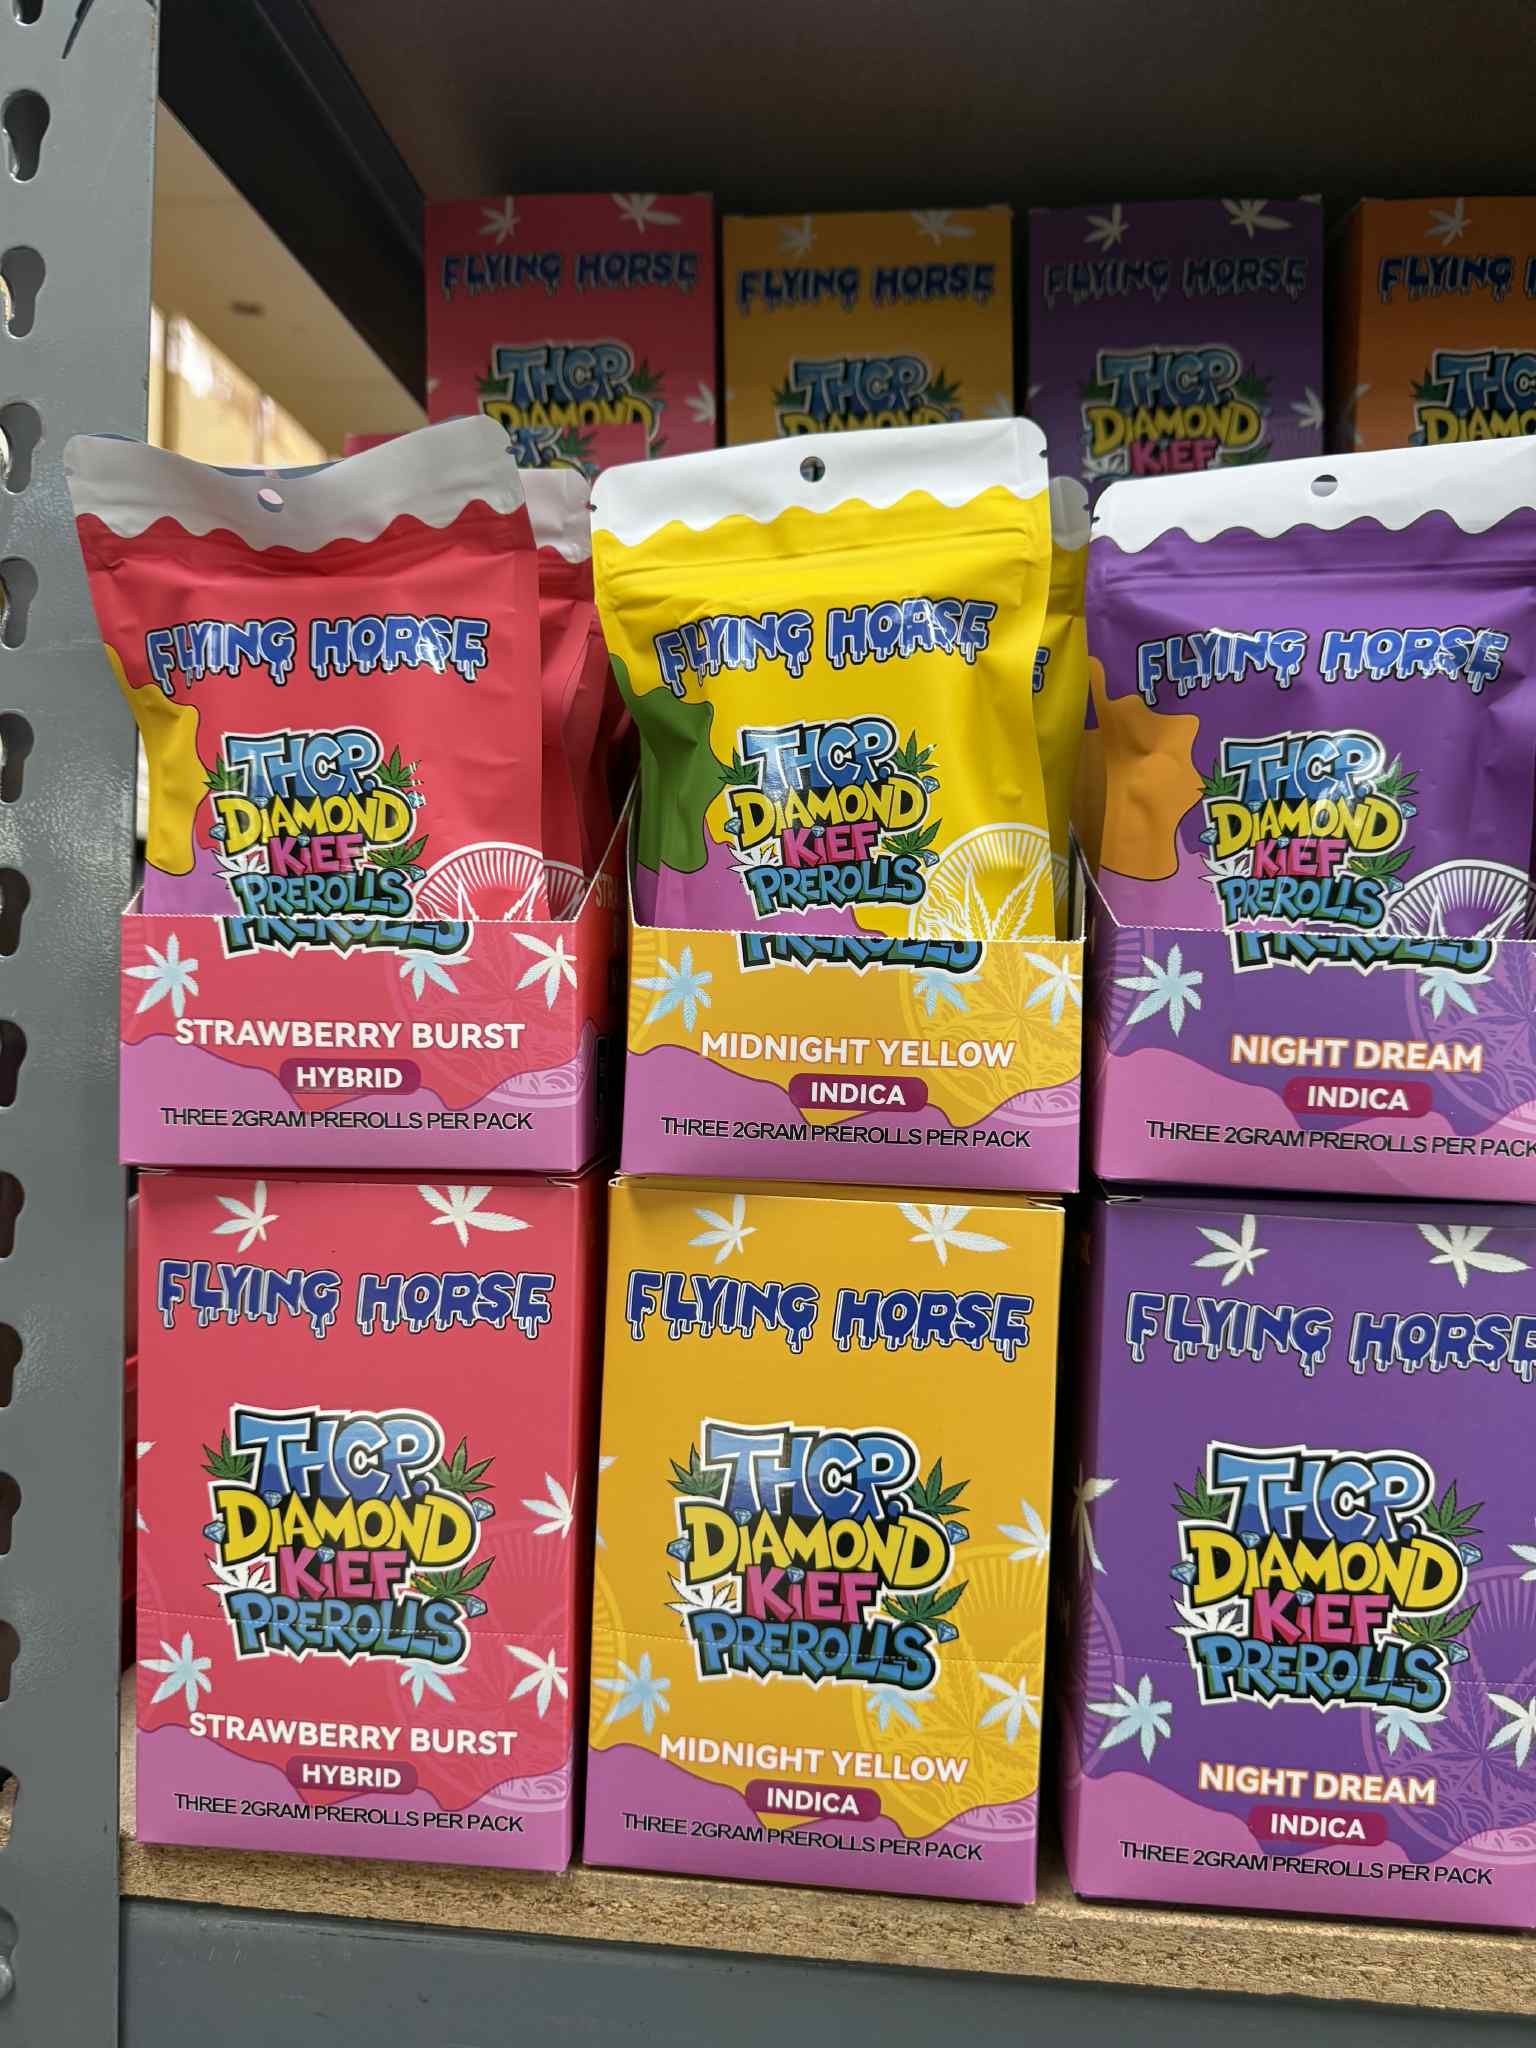 FLYING HORSE
THCP.
DIAMOND
FLYING HORSE
THCP.
DIAMOND
FLYING HORSE
THCP.
DIAMOND
KIEF
FLYING
FLYING HORSE
THCP.
DIAMOND
KIEF
PREROLLS
PREROLLS
STRAWBERRY BURST
HYBRID
THREE 2GRAM PREROLLS PER PACK
FLYING HORSE
THCP.
DIAMOND
KIEF
PREROLLS
PREROLLS
MIDNIGHT YELLOW
INDICA
THREE 2GRAM PREROLLS PER PACK
FLYING HORSE
THCP.
DIAMOND
KIEF
PREROLLS
PREROLLS
NIGHT DREAM
INDICA
THREE 2GRAM PREROLLS PER PACK
FLYING HORSE
THCP.
DIAMOND
KIEF
PREROLLS
STRAWBERRY BURST
HYBRID
THREE 2GRAM PREROLLS PER PACK
FLYING HORSE
THCP.
DIAMOND
KIEF
PREROLLS
MIDNIGHT YELLOW
INDICA
THREE 2GRAM PREROLLS PER PACK
FLYING HORSE
THCP.
DIAMOND
KIEF
PREROLLS
NIGHT DREAM
INDICA
THREE 2GRAM PREROLLS PER PACK